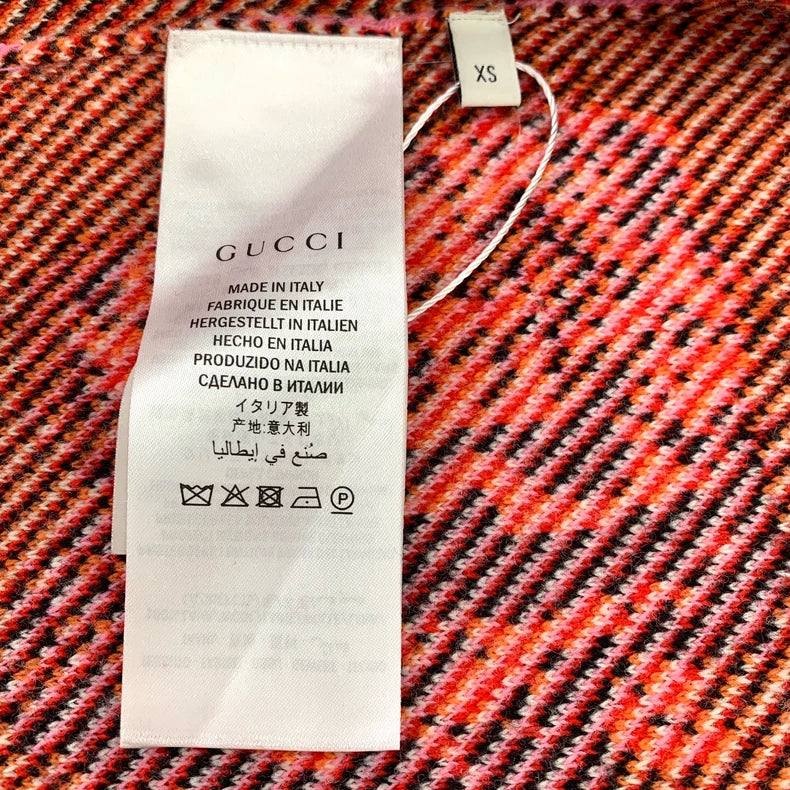 XS
GUCCI
MADE IN ITALY
FABRIQUE EN ITALIE
HERGESTELLT IN ITALIEN
HECHO EN ITALIA
PRODUZIDO NA ITALIA
СДЕЛАНО В ИТАЛИИ
イタリア製
产地:意大利
صُنع في إيطاليا
P